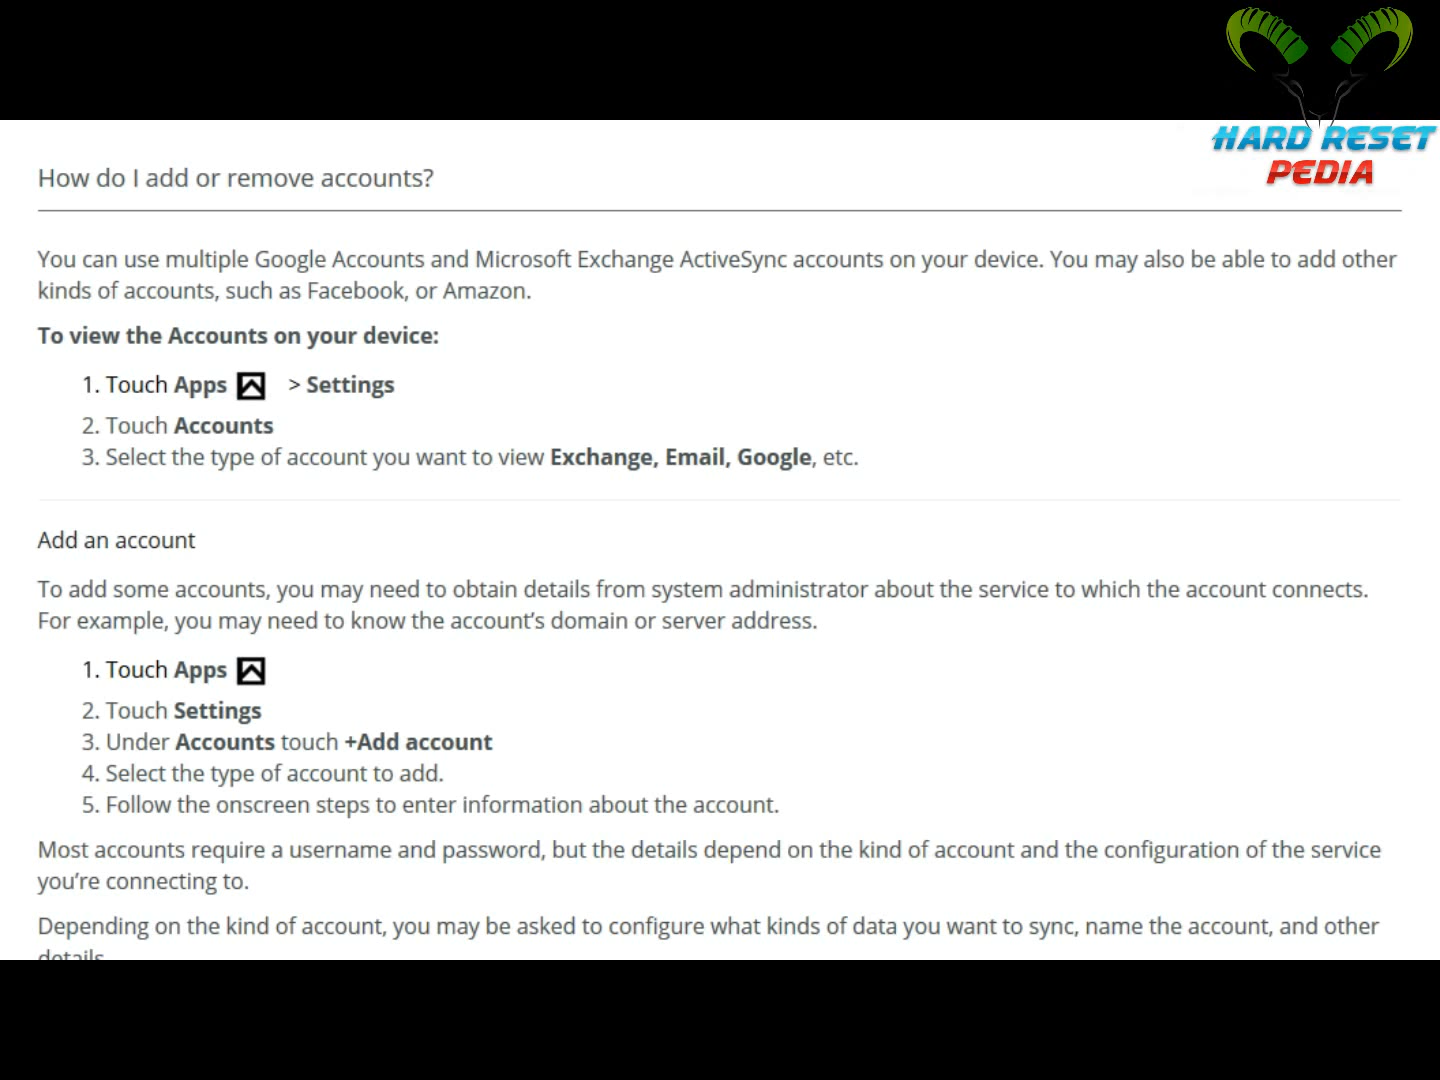 HARD RESET
PEDIA
How do I add or remove accounts?
You can use multiple Google Accounts and Microsoft Exchange ActiveSync accounts on your device. You may also be able to add other
kinds of accounts, such as Facebook, or Amazon.
To view the Accounts on your device:
1. Touch Apps > Settings
2. Touch Accounts
3. Select the type of account you want to view Exchange, Email, Google, etc.
Add an account
To add some accounts, you may need to obtain details from system administrator about the service to which the account connects.
For example, you may need to know the account's domain or server address.
1. Touch Apps
2. Touch Settings
3. Under Accounts touch +Add account
4. Select the type of account to add.
5. Follow the onscreen steps to enter information about the account.
Most accounts require a username and password, but the details depend on the kind of account and the configuration of the service
you're connecting to.
Depending on the kind of account, you may be asked to configure what kinds of data you want to sync, name the account, and other
details